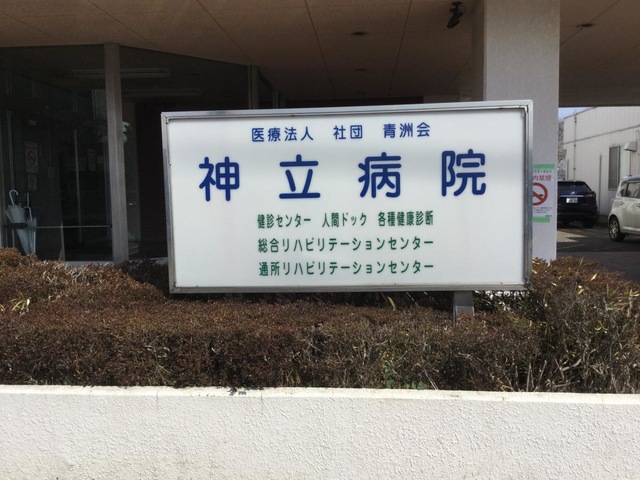 医療法人 社団 青洲会
神立病院
健診センター 人間ドック 各種健康診断
総合リハビリテーションセンター
通所リハビリテーションセンター
内禁煙